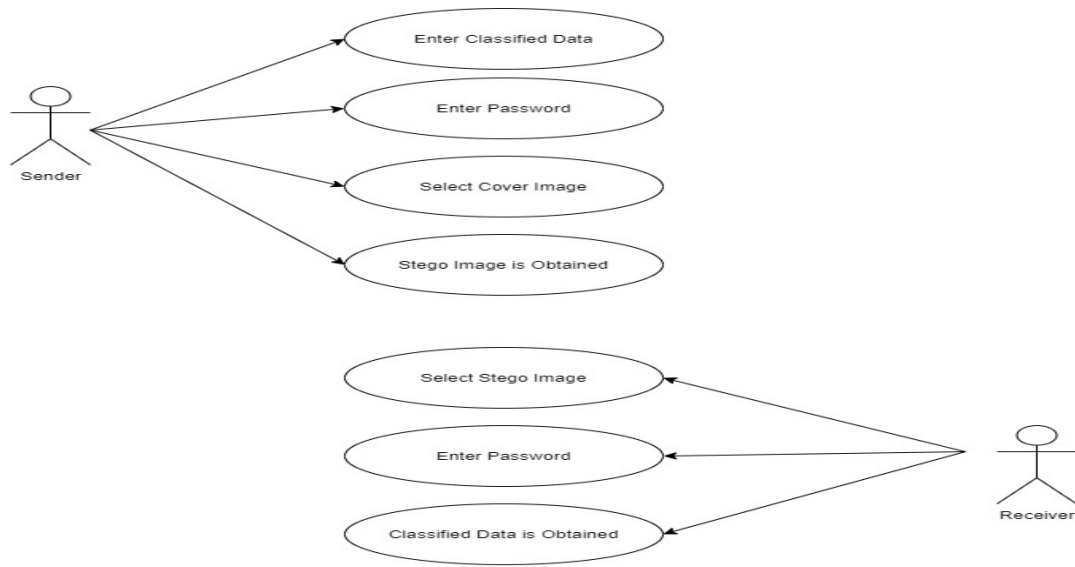 Enter Classified Data
Enter Password
Sender
Select Cover Image
Stego Image is Obtained
Select Stego Image
Enter Password
Receiver
Classified Data is Obtained